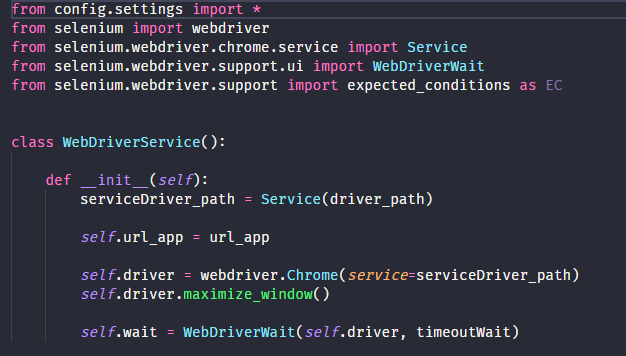 from config.settings import *
from selenium import webdriver
from selenium.webdriver.chrome.service import Service
from selenium.webdriver.support.ui import WebDriverWait
from selenium.webdriver.support import expected_conditions as EC
class WebDriverService():
def __init__(self):
serviceDriver_path = Service(driver_path)
self.url_app = url_app
self.driver = webdriver.Chrome(service=serviceDriver_path)
self.driver.maximize_window()
self.wait = WebDriverWait(self.driver, timeoutWait)